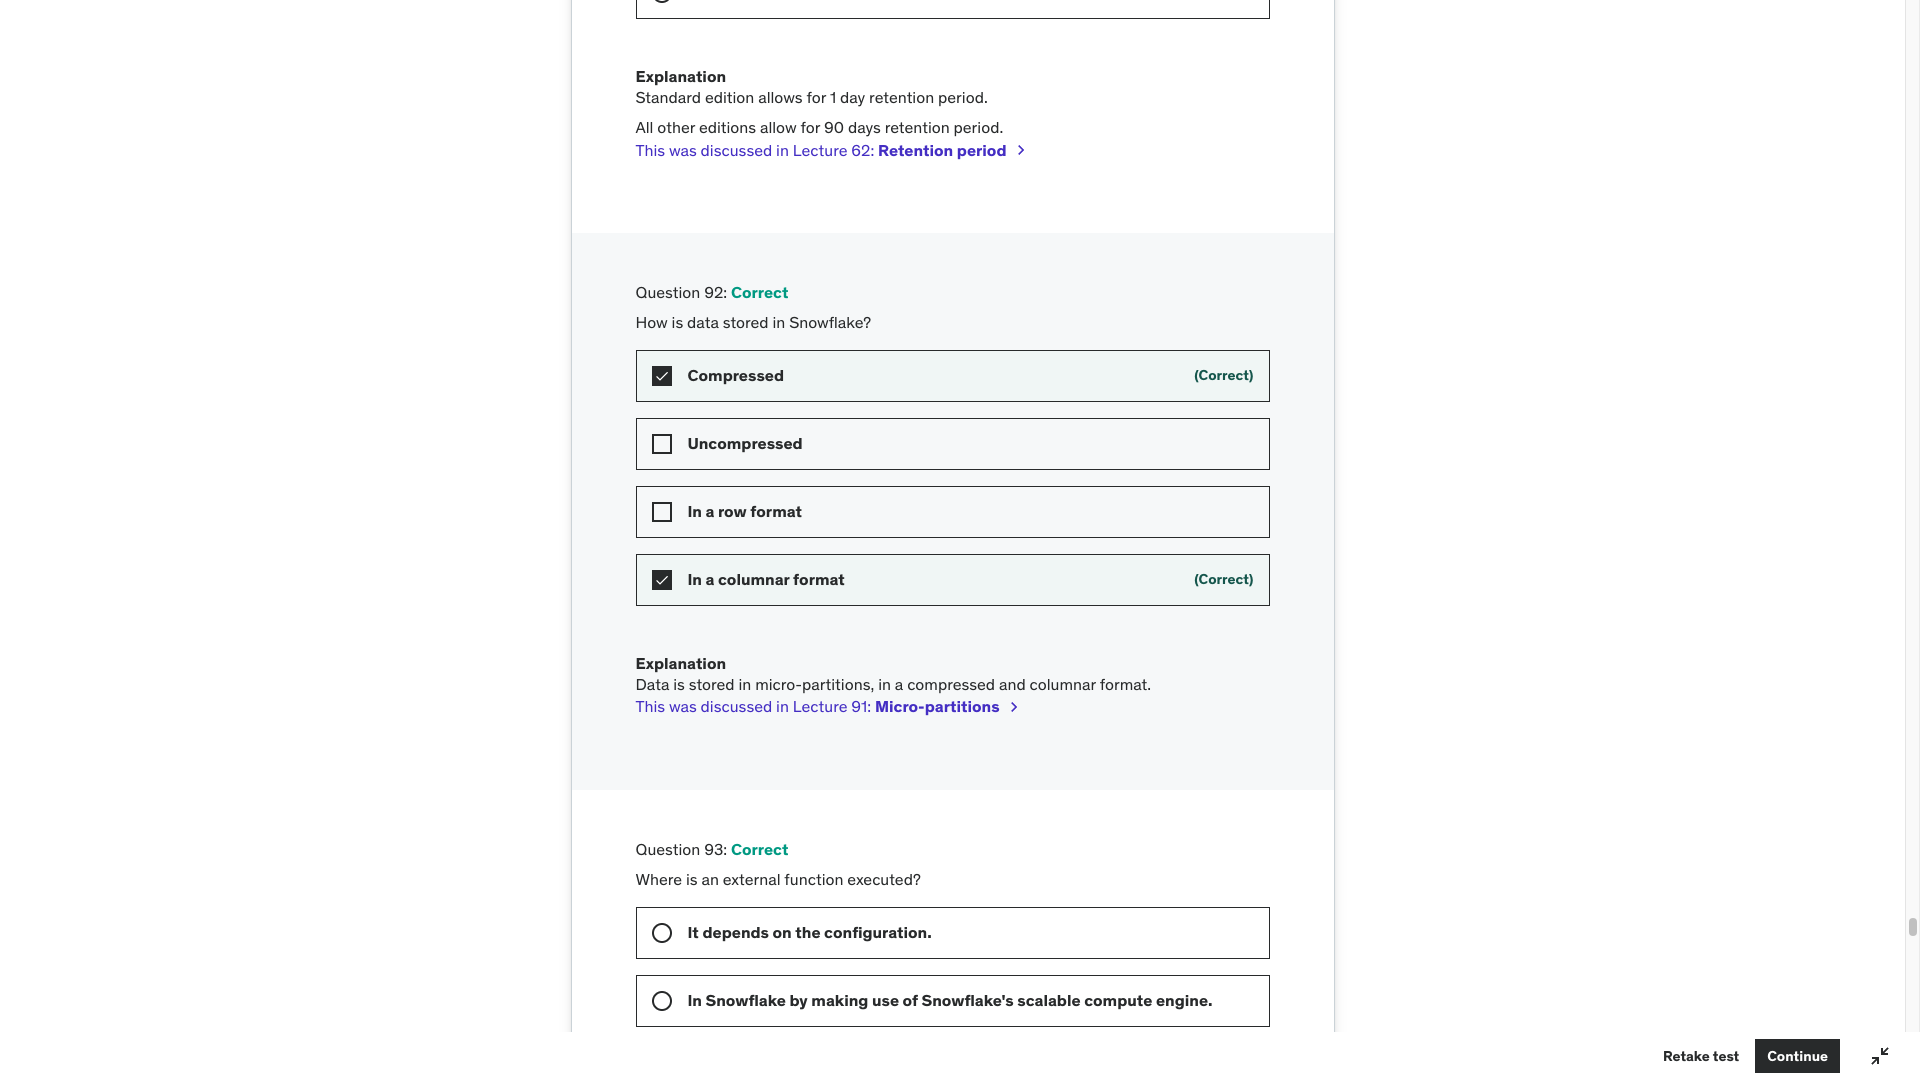 Explanation
Standard edition allows for 1 day retention period.
All other editions allow for 90 days retention period.
This was discussed in Lecture 62: Retention period
Question 92: Correct
How is data stored in Snowflake?
Compressed (Correct)
Uncompressed
In a row format
In a columnar format (Correct)
Explanation
Data is stored in micro-partitions, in a compressed and columnar format.
This was discussed in Lecture 91: Micro-partitions
Question 93: Correct
Where is an external function executed?
It depends on the configuration.
In Snowflake by making use of Snowflake's scalable compute engine.
Retake test Continue